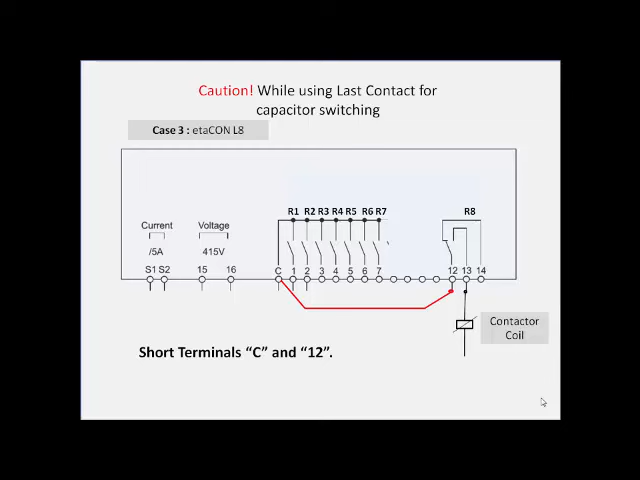 Caution! While using Last Contact for
capacitor switching
Case 3 : etaCON L8
R1 R2 R3 R4 R5 R6 R7 R8
Current Voltage
/5A 415V
S1 S2 15 16 C 1 2 3 4 5 6 7 12 13 14
Contactor
Coil
Short Terminals “C” and “12”.